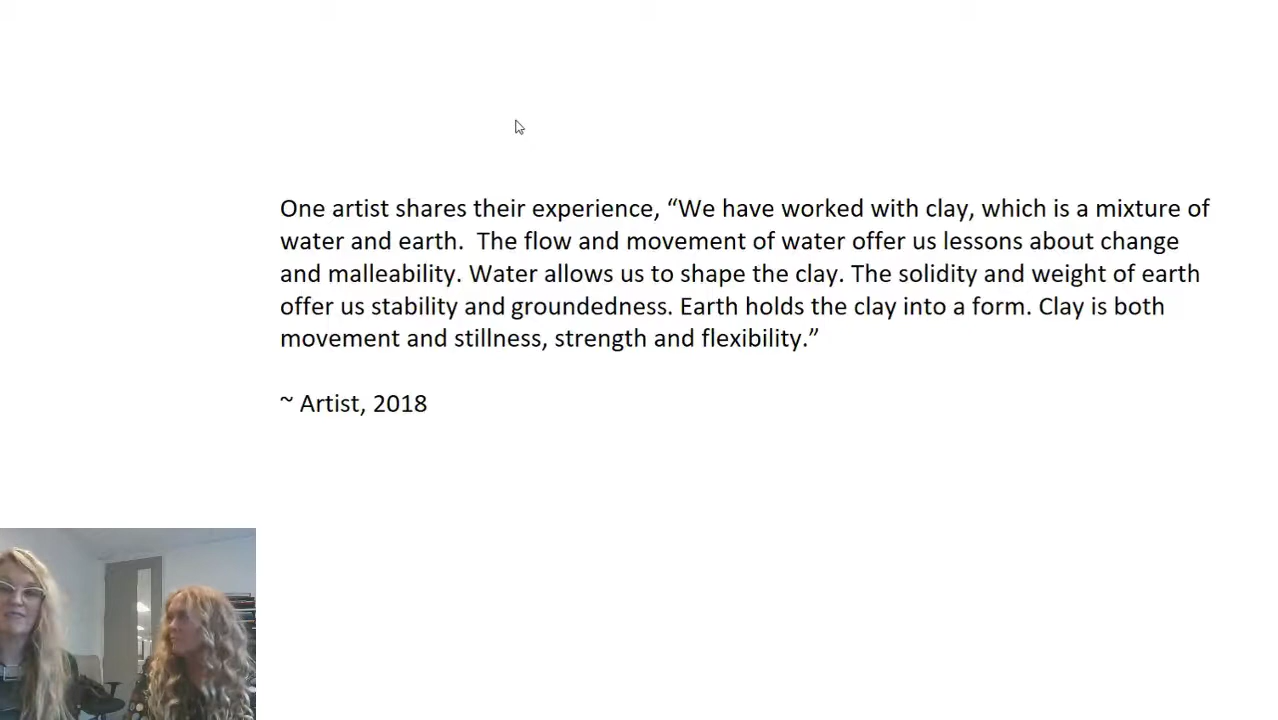 One artist shares their experience, “We have worked with clay, which is a mixture of
water and earth.  The flow and movement of water offer us lessons about change
and malleability. Water allows us to shape the clay. The solidity and weight of earth
offer us stability and groundedness. Earth holds the clay into a form. Clay is both
movement and stillness, strength and flexibility.”
~ Artist, 2018